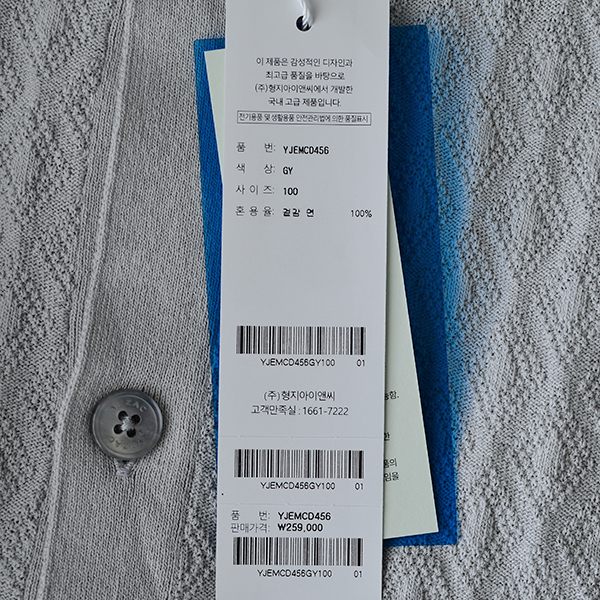 이 제품은 감성적인 디자인과
최고급 품질을 바탕으로
(주)형지아이앤씨에서 개발한
국내 고급 제품입니다.
전기용품 및 생활용품 안전관리법에 의한 품질표시
품 번: YJEMCD456
색 상: GY
사이즈: 100
혼용율: 겉감 면 100%
YJEMCD456GY100 01
(주)형지아이앤씨
고객만족실 : 1661-7222
YJEMCD456GY100 01
품 번: YJEMCD456
판매가격: ₩259,000
YJEMCD456GY100 01
한
품의
임을